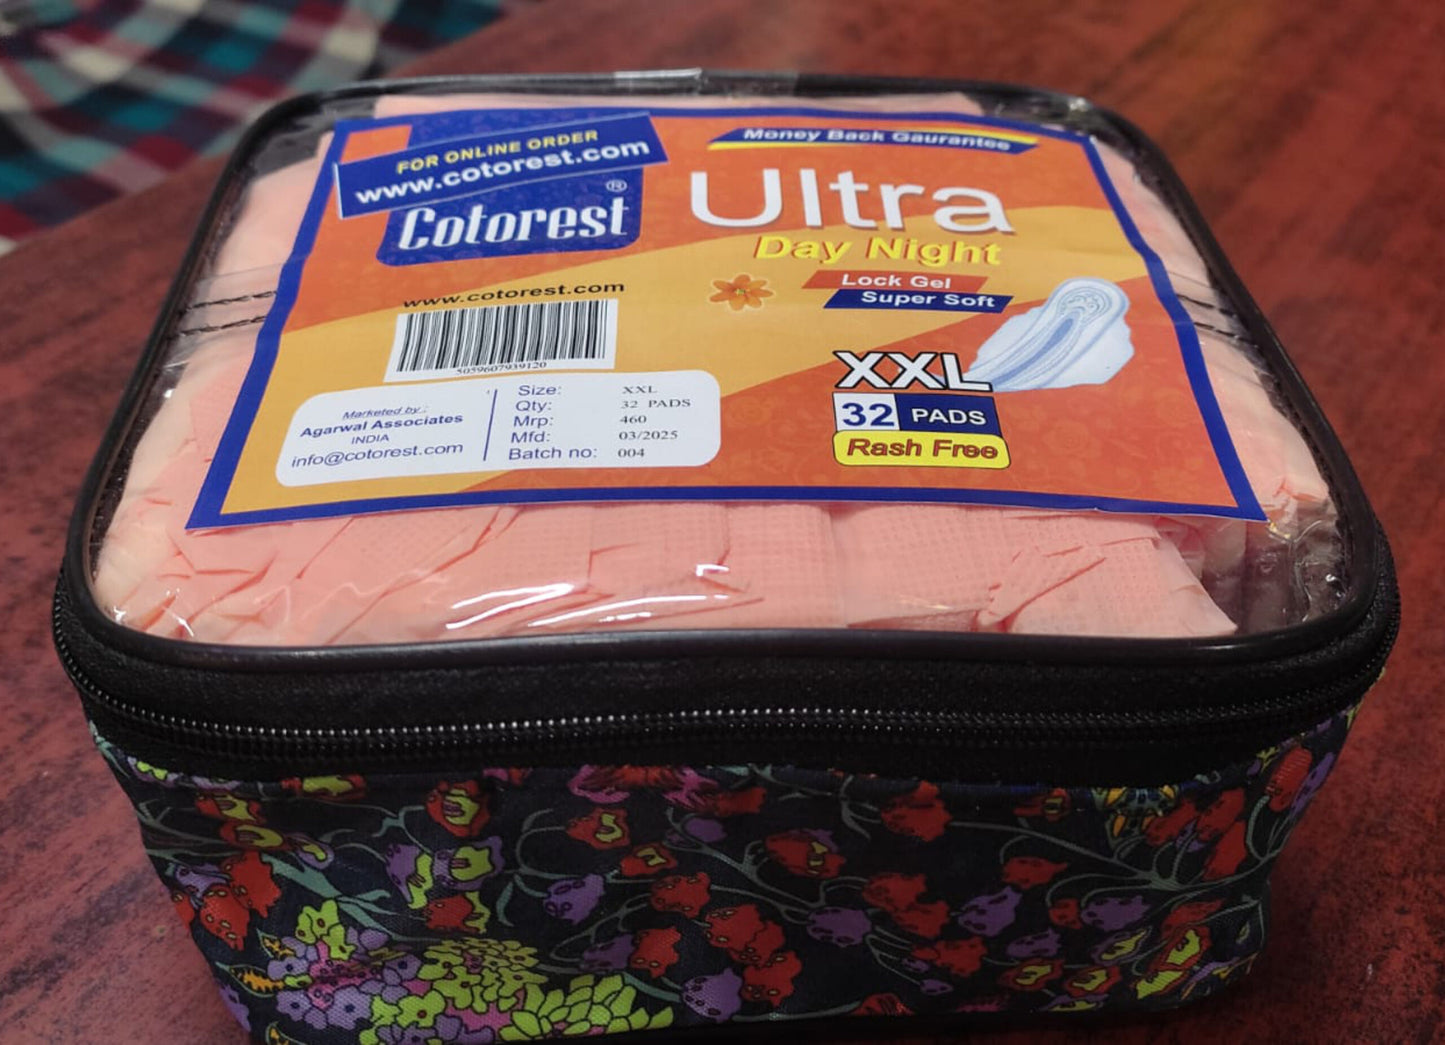 FOR ONLINE ORDER
www.cotorest.com
Cotorest®
Money Back Gaurantee
Ultra
Day Night
Lock Gel
Super Soft
www.cotorest.com
5059607939120
Marketed by :
Agarwal Associates
INDIA
info@cotorest.com
Size: XXL
Qty: 32 PADS
Mrp: 460
Mfd: 03/2025
Batch no: 004
XXL
32 PADS
Rash Free